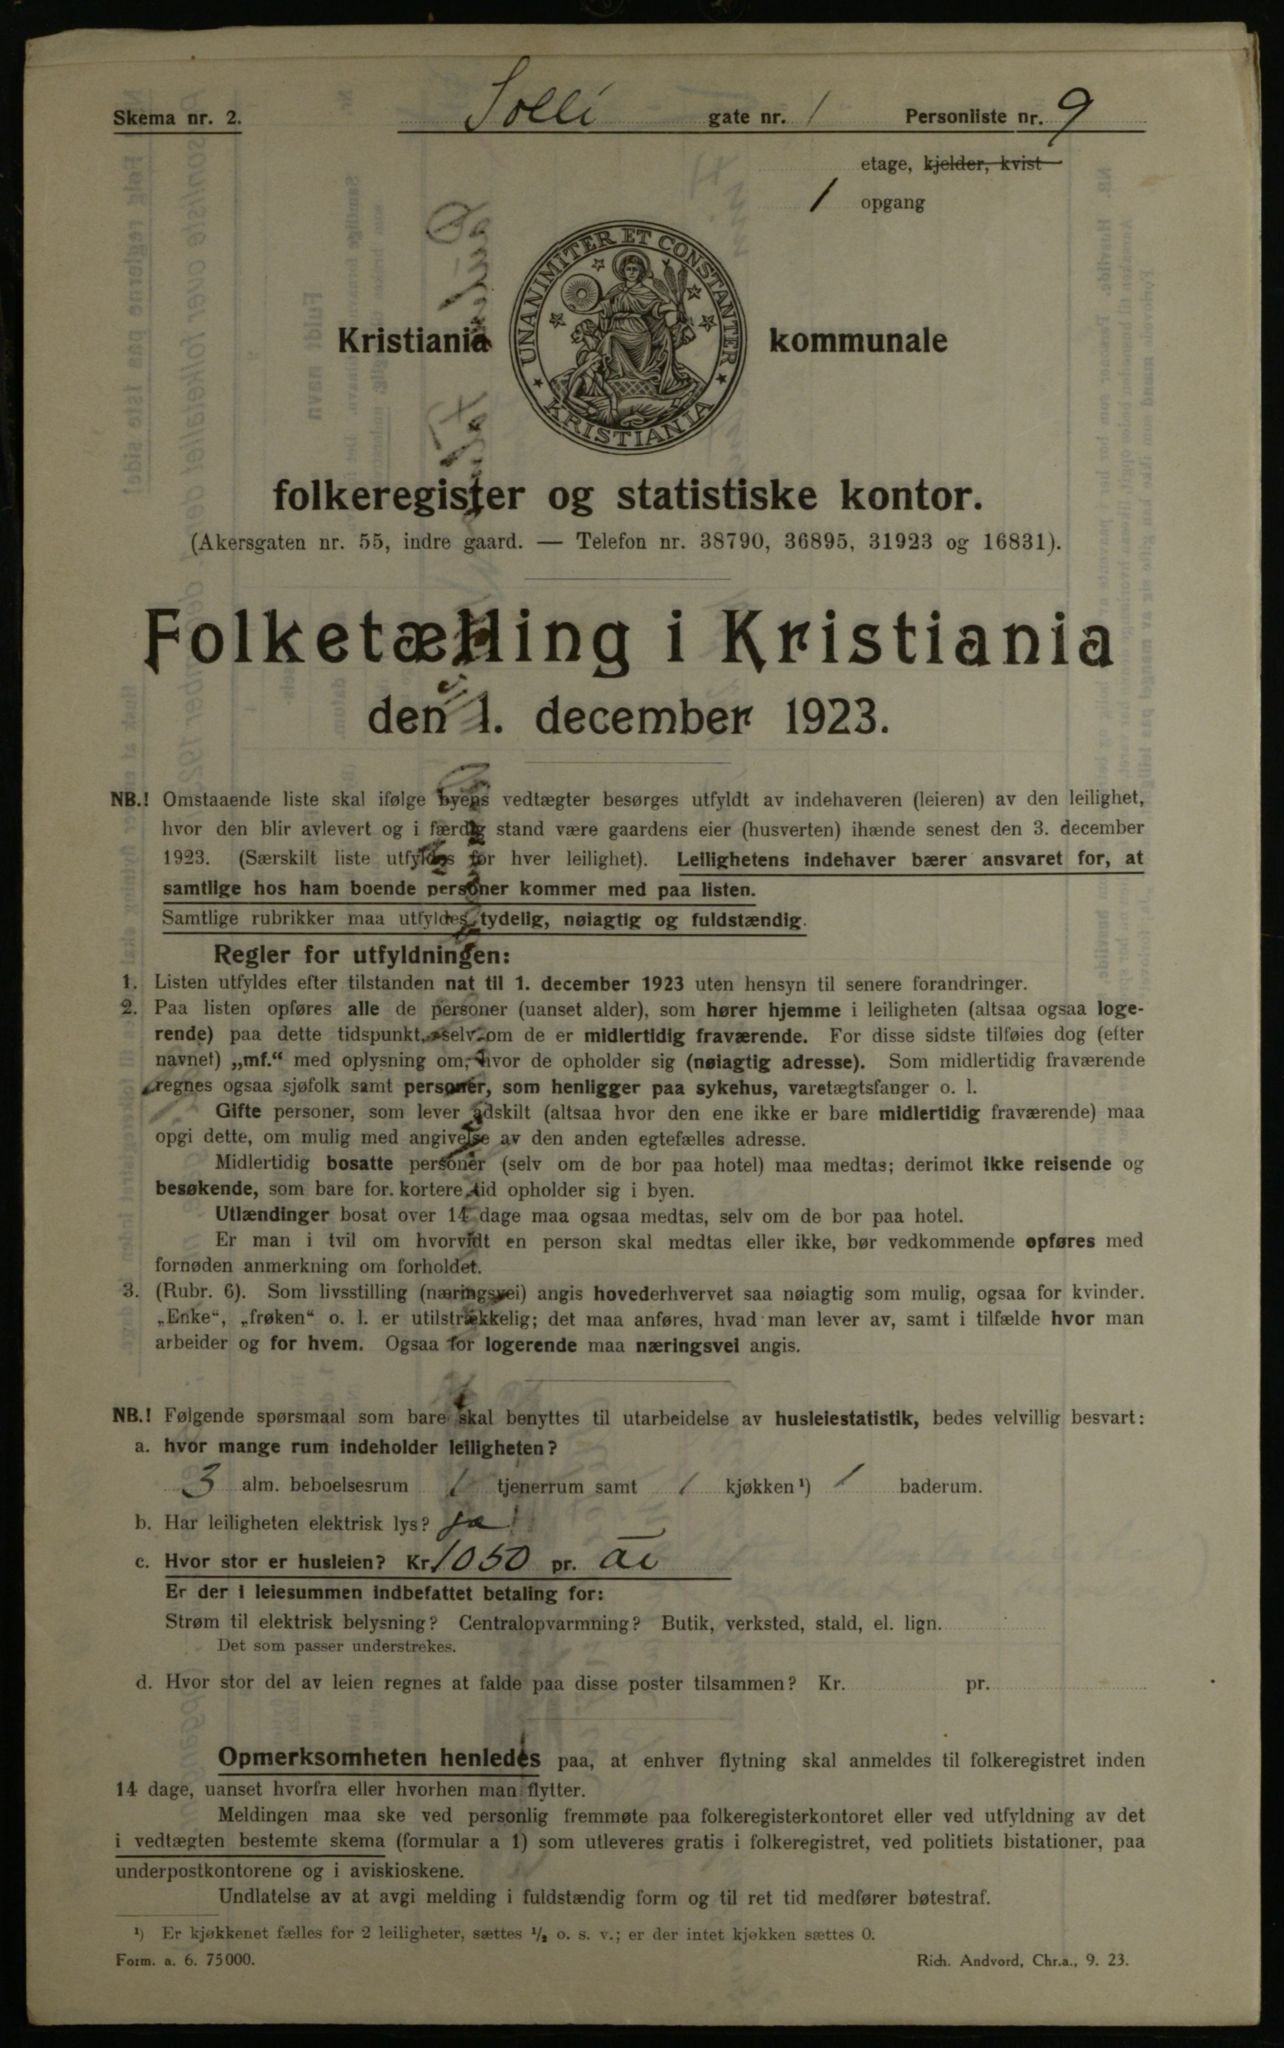 Skema nr. 2. Solli gate nr. 1 Personliste nr. 9
etage, kjelder, kvist
1 opgang
UNANIMITER ET CONSTANTER
KRISTIANIA
Kristiania kommunale
folkeregister og statistiske kontor.
(Akersgaten nr. 55, indre gaard. — Telefon nr. 38790, 36895, 31923 og 16831).
Folketælling i Kristiania
den 1. december 1923.
NB.! Omstaaende liste skal ifølge byens vedtægter besørges utfyldt av indehaveren (leieren) av den leilighet,
hvor den blir avlevert og i færdig stand være gaardens eier (husverten) ihænde senest den 3. december
1923. (Særskilt liste utfyldes for hver leilighet). Leilighetens indehaver bærer ansvaret for, at
samtlige hos ham boende personer kommer med paa listen.
Samtlige rubrikker maa utfyldes tydelig, nøiagtig og fuldstændig.
Regler for utfyldningen:
1. Listen utfyldes efter tilstanden nat til 1. december 1923 uten hensyn til senere forandringer.
2. Paa listen opføres alle de personer (uanset alder), som hører hjemme i leiligheten (altsaa ogsaa loge-
rende) paa dette tidspunkt, selv om de er midlertidig fraværende. For disse sidste tilføies dog (efter
navnet) „mf.“ med oplysning om, hvor de opholder sig (nøiagtig adresse). Som midlertidig fraværende
regnes ogsaa sjøfolk samt personer, som henligger paa sykehus, varetægtsfanger o. l.
Gifte personer, som lever adskilt (altsaa hvor den ene ikke er bare midlertidig fraværende) maa
opgi dette, om mulig med angivelse av den anden egtefælles adresse.
Midlertidig bosatte personer (selv om de bor paa hotel) maa medtas; derimot ikke reisende og
besøkende, som bare for. kortere tid opholder sig i byen.
Utlændinger bosat over 14 dage maa ogsaa medtas, selv om de bor paa hotel.
Er man i tvil om hvorvidt en person skal medtas eller ikke, bør vedkommende opføres med
fornøden anmerkning om forholdet.
3. (Rubr. 6). Som livsstilling (næringsvei) angis hovederhvervet saa nøiagtig som mulig, ogsaa for kvinder.
„Enke“, „frøken“ o. l. er utilstrækkelig; det maa anføres, hvad man lever av, samt i tilfælde hvor man
arbeider og for hvem. Ogsaa for logerende maa næringsvei angis.
NB.! Følgende spørsmaal som bare skal benyttes til utarbeidelse av husleiestatistik, bedes velvillig besvart:
a. hvor mange rum indeholder leiligheten?
3 alm. beboelsesrum 1 tjenerrum samt 1 kjøkken ¹) 1 baderum.
b. Har leiligheten elektrisk lys? ja
c. Hvor stor er husleien? Kr. 1050 pr.
Er der i leiesummen indbefattet betaling for:
Strøm til elektrisk belysning? Centralopvarmning? Butik, verksted, stald, el. lign.
Det som passer understrekes.
d. Hvor stor del av leien regnes at falde paa disse poster tilsammen? Kr. pr.
Opmerksomheten henledes paa, at enhver flytning skal anmeldes til folkeregistret inden
14 dage, uanset hvorfra eller hvorhen man flytter.
Meldingen maa ske ved personlig fremmøte paa folkeregisterkontoret eller ved utfyldning av det
i vedtægten bestemte skema (formular a 1) som utleveres gratis i folkeregistret, ved politiets bistationer, paa
underpostkontorene og i aviskioskene.
Undlatelse av at avgi melding i fuldstændig form og til ret tid medfører bøtestraf.
¹) Er kjøkkenet fælles for 2 leiligheter, sættes ¹/₂ o. s. v.; er der intet kjøkken sættes 0.
Form. a. 6. 75000. Rich. Andvord, Chr.a., 9. 23.